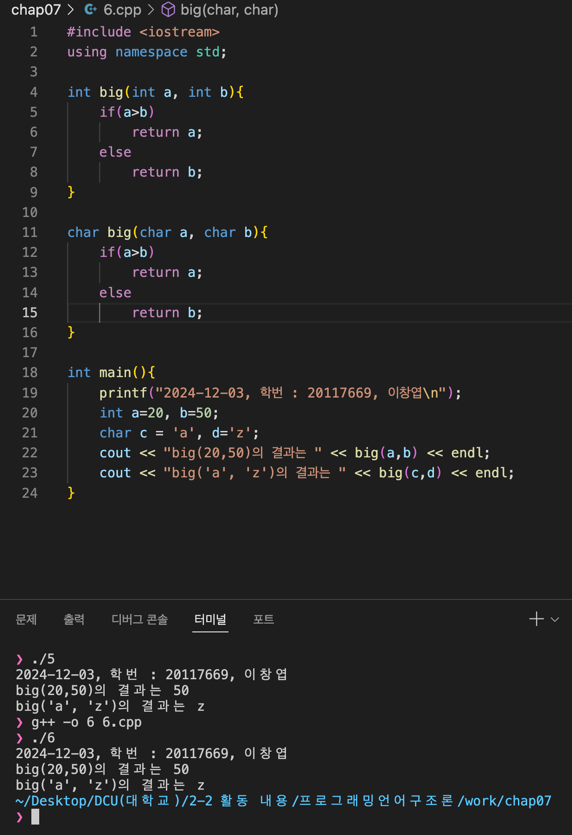 chap07 > 6.cpp > big(char, char)
1 #include <iostream>
2 using namespace std;
3
4 int big(int a, int b){
5     if(a>b)
6         return a;
7     else
8         return b;
9 }
10
11 char big(char a, char b){
12     if(a>b)
13         return a;
14     else
15         return b;
16 }
17
18 int main(){
19     printf("2024-12-03, 학번 : 20117669, 이창엽\n");
20     int a=20, b=50;
21     char c = 'a', d='z';
22     cout << "big(20,50)의 결과는 " << big(a,b) << endl;
23     cout << "big('a', 'z')의 결과는 " << big(c,d) << endl;
24 }
문제 출력 디버그 콘솔 터미널 포트
❯ ./5
2024-12-03, 학번 : 20117669, 이창엽
big(20,50)의 결과는 50
big('a', 'z')의 결과는 z
❯ g++ -o 6 6.cpp
❯ ./6
2024-12-03, 학번 : 20117669, 이창엽
big(20,50)의 결과는 50
big('a', 'z')의 결과는 z
~/Desktop/DCU(대학교)/2-2 활동 내용/프로그래밍언어구조론/work/chap07
❯